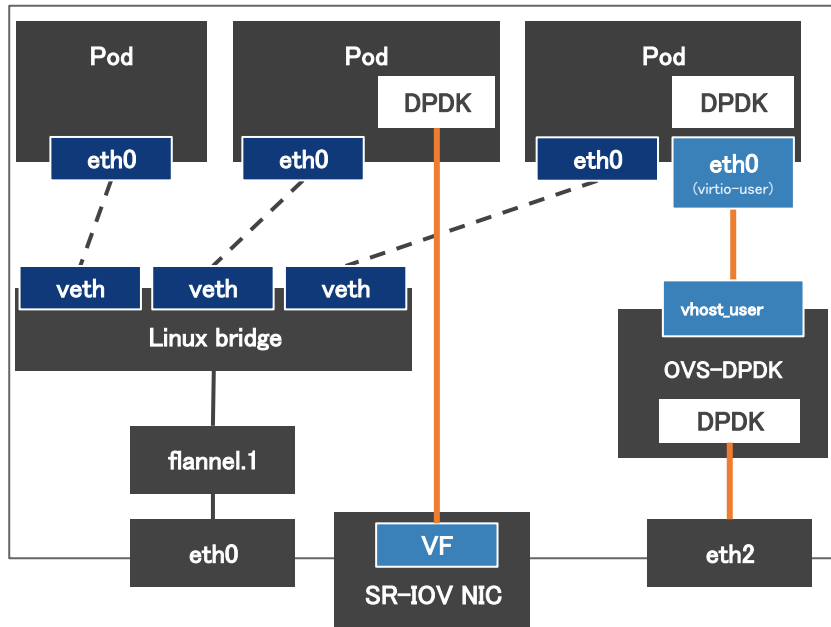 Pod
Pod
Pod
DPDK
DPDK
eth0
eth0
eth0
eth0
(virtio-user)
veth
veth
veth
vhost_user
Linux bridge
OVS-DPDK
DPDK
flannel.1
eth0
VF
eth2
SR-IOV NIC